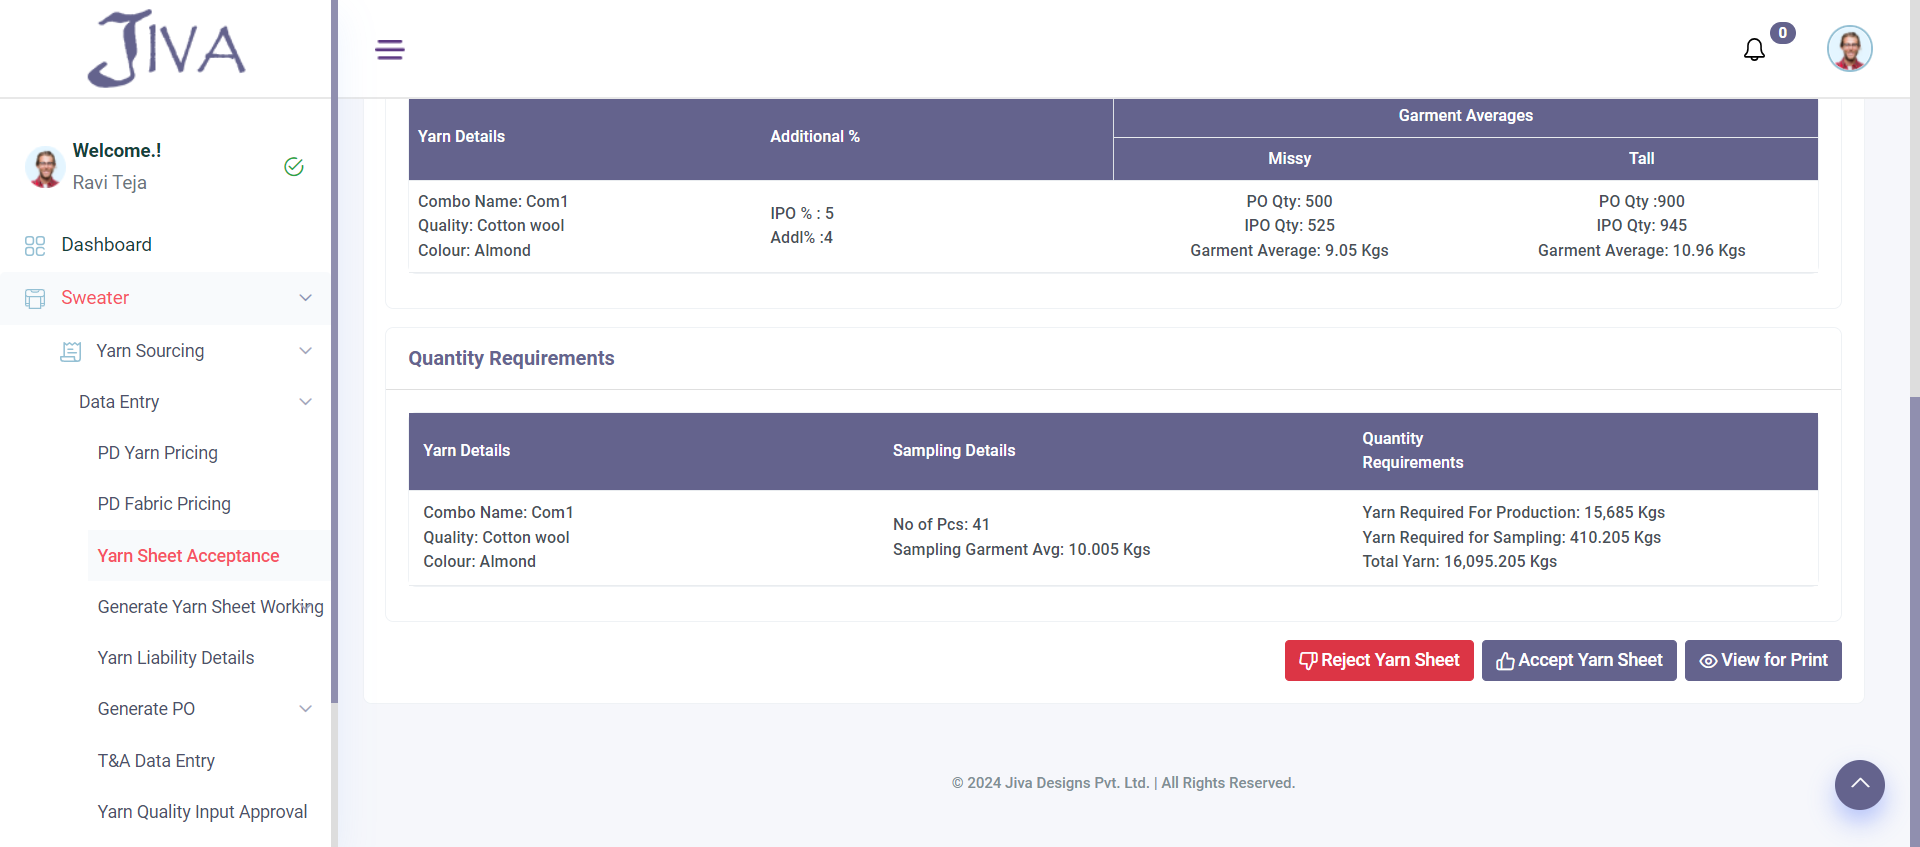 JIVA
0
Welcome.!
Ravi Teja
Dashboard
Sweater
Yarn Sourcing
Data Entry
PD Yarn Pricing
PD Fabric Pricing
Yarn Sheet Acceptance
Generate Yarn Sheet Working
Yarn Liability Details
Generate PO
T&A Data Entry
Yarn Quality Input Approval
Yarn Details
Additional %
Garment Averages
Missy
Tall
Combo Name: Com1
Quality: Cotton wool
Colour: Almond
IPO % : 5
Addl% :4
PO Qty: 500
IPO Qty: 525
Garment Average: 9.05 Kgs
PO Qty :900
IPO Qty: 945
Garment Average: 10.96 Kgs
Quantity Requirements
Yarn Details
Sampling Details
Quantity
Requirements
Combo Name: Com1
Quality: Cotton wool
Colour: Almond
No of Pcs: 41
Sampling Garment Avg: 10.005 Kgs
Yarn Required For Production: 15,685 Kgs
Yarn Required for Sampling: 410.205 Kgs
Total Yarn: 16,095.205 Kgs
Reject Yarn Sheet
Accept Yarn Sheet
View for Print
© 2024 Jiva Designs Pvt. Ltd. | All Rights Reserved.